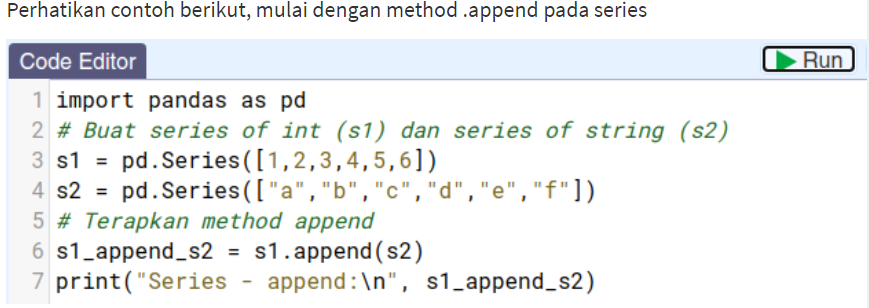 Perhatikan contoh berikut, mulai dengan method .append pada series
Code Editor
Run
1 import pandas as pd
2 # Buat series of int (s1) dan series of string (s2)
3 s1 = pd.Series([1,2,3,4,5,6])
4 s2 = pd.Series(["a","b","c","d","e","f"])
5 # Terapkan method append
6 s1_append_s2 = s1.append(s2)
7 print("Series - append:\n", s1_append_s2)